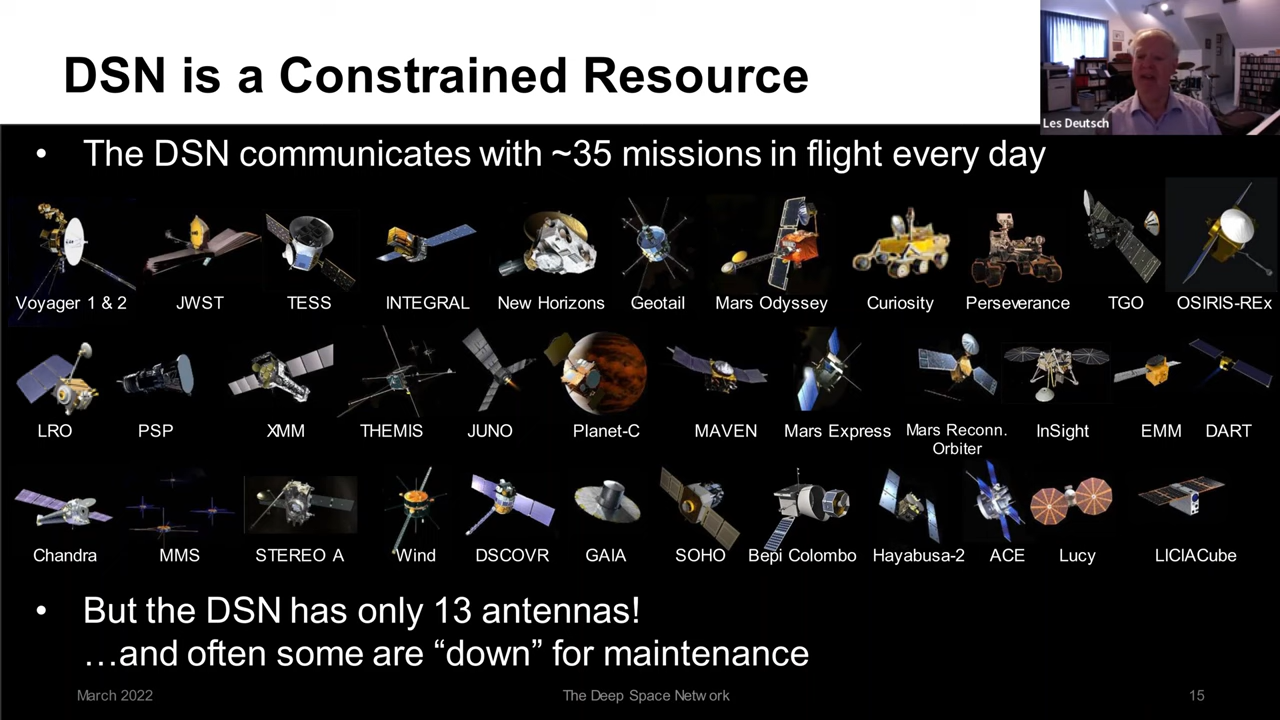 DSN is a Constrained Resource
Les Deutsch
• The DSN communicates with ~35 missions in flight every day
Voyager 1 & 2 JWST TESS INTEGRAL New Horizons Geotail Mars Odyssey Curiosity Perseverance TGO OSIRIS-REx
LRO PSP XMM THEMIS JUNO Planet-C MAVEN Mars Express Mars Reconn. InSight EMM DART
Orbiter
Chandra MMS STEREO A Wind DSCOVR GAIA SOHO Bepi Colombo Hayabusa-2 ACE Lucy LICIACube
• But the DSN has only 13 antennas!
…and often some are “down” for maintenance
March 2022 The Deep Space Network 15